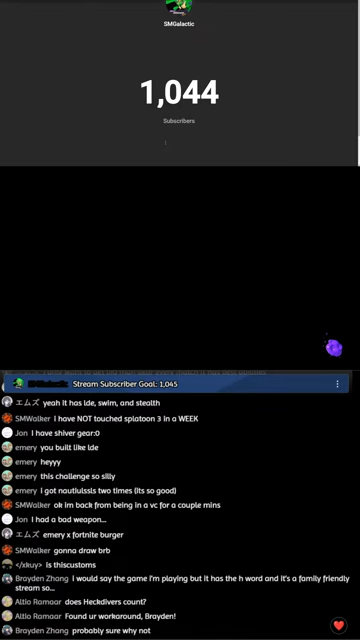 SMGalactic
1,044
Subscribers
SMGalactic Stream Subscriber Goal: 1,045
エムズ yeah it has lde, swim, and stealth
SMWalker I have NOT touched splatoon 3 in a WEEK
Jon I have shiver gear:0
emery you built like lde
emery heyyy
emery this challenge so silly
emery I got nautiulssls two times (its so good)
SMWalker ok im back from being in a vc for a couple mins
Jon I had a bad weapon...
エムズ emery x fortnite burger
SMWalker gonna draw brb
</xkuy> is thiscustoms
Brayden Zhang i would say the game i'm playing but it has the h word and it's a family friendly
stream so...
Altio Ramaar does Heckdivers count?
Altio Ramaar Found ur workaround, Brayden!
Brayden Zhang probably sure why not